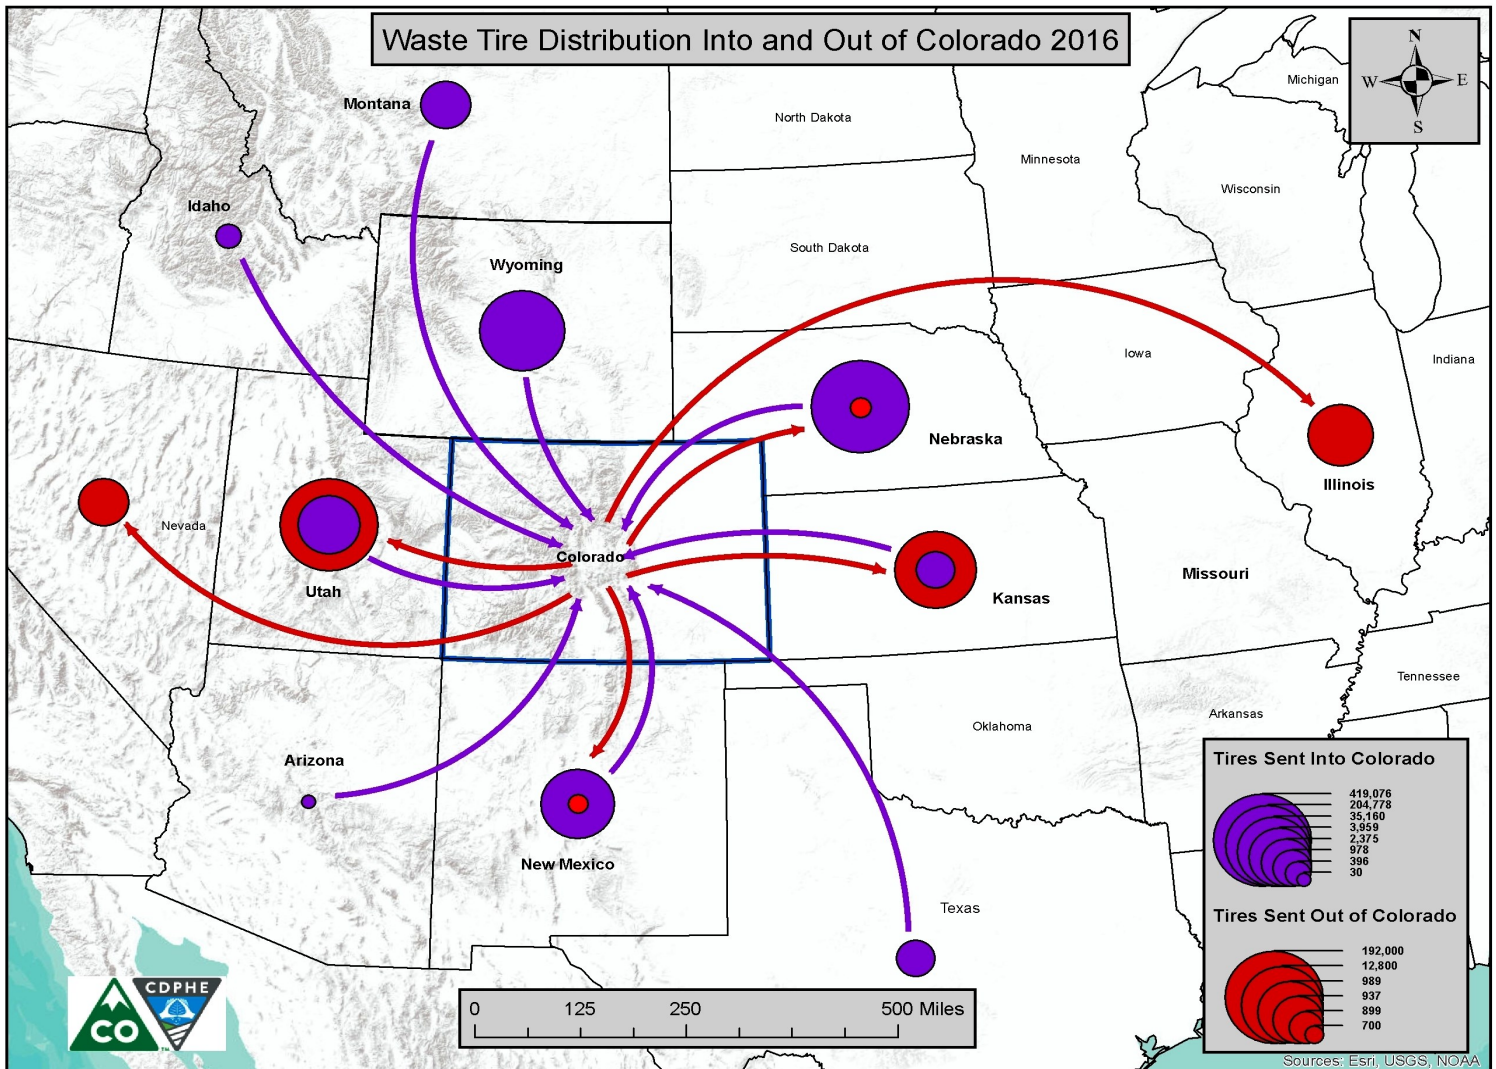 Waste Tire Distribution Into and Out of Colorado 2016
N
W
E
S
Michigan
Montana
North Dakota
Minnesota
Wisconsin
Idaho
South Dakota
Wyoming
Iowa
Indiana
Nebraska
Illinois
Nevada
Colorado
Utah
Kansas
Missouri
Tennessee
Arkansas
Oklahoma
Arizona
New Mexico
Texas
Tires Sent Into Colorado
419,076
204,778
35,160
3,959
2,375
978
396
30
Tires Sent Out of Colorado
192,000
12,800
989
937
899
700
CO
TM
CDPHE
0 125 250 500 Miles
Sources: Esri, USGS, NOAA